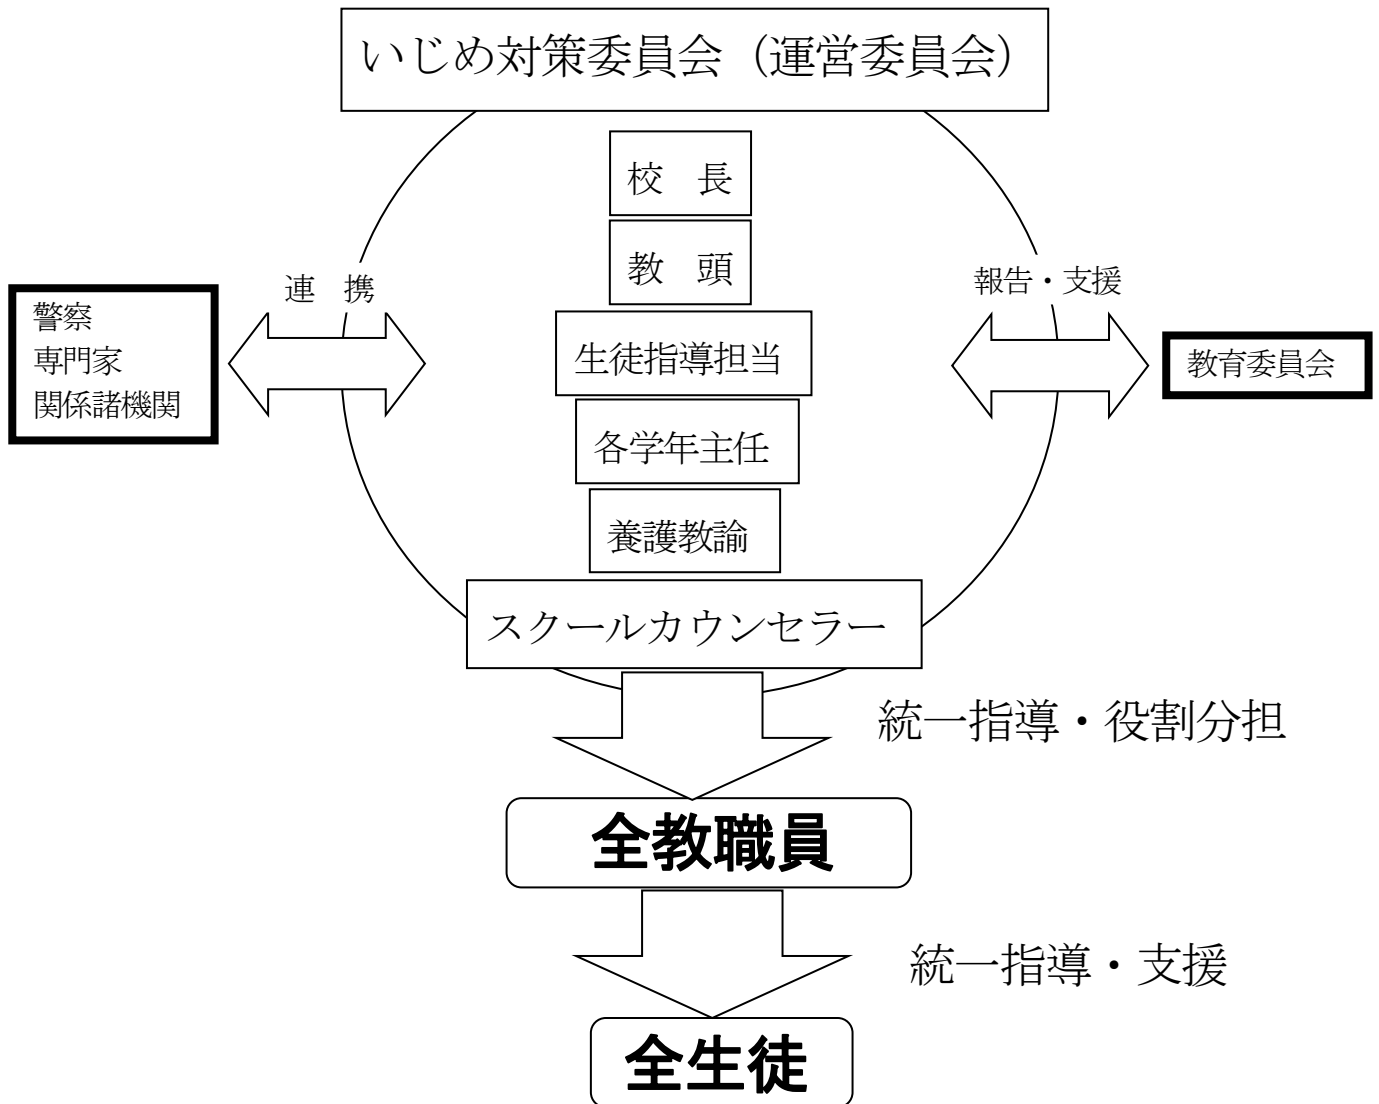 いじめ対策委員会（運営委員会）
校　長
教　頭
連　携
報告・支援
警察
専門家
関係諸機関
生徒指導担当
教育委員会
各学年主任
養護教諭
スクールカウンセラー
統一指導・役割分担
全教職員
統一指導・支援
全生徒